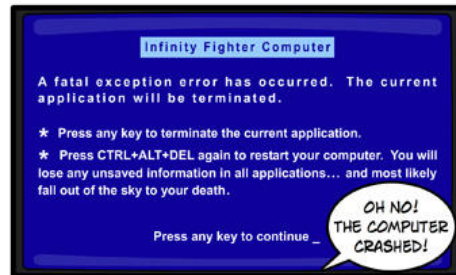 Infinity Fighter Computer
A fatal exception error has occurred. The current
application will be terminated.
* Press any key to terminate the current application.
* Press CTRL+ALT+DEL again to restart your computer. You will
lose any unsaved information in all applications... and most likely
fall out of the sky to your death.
Press any key to continue _
OH NO!
THE COMPUTER
CRASHED!